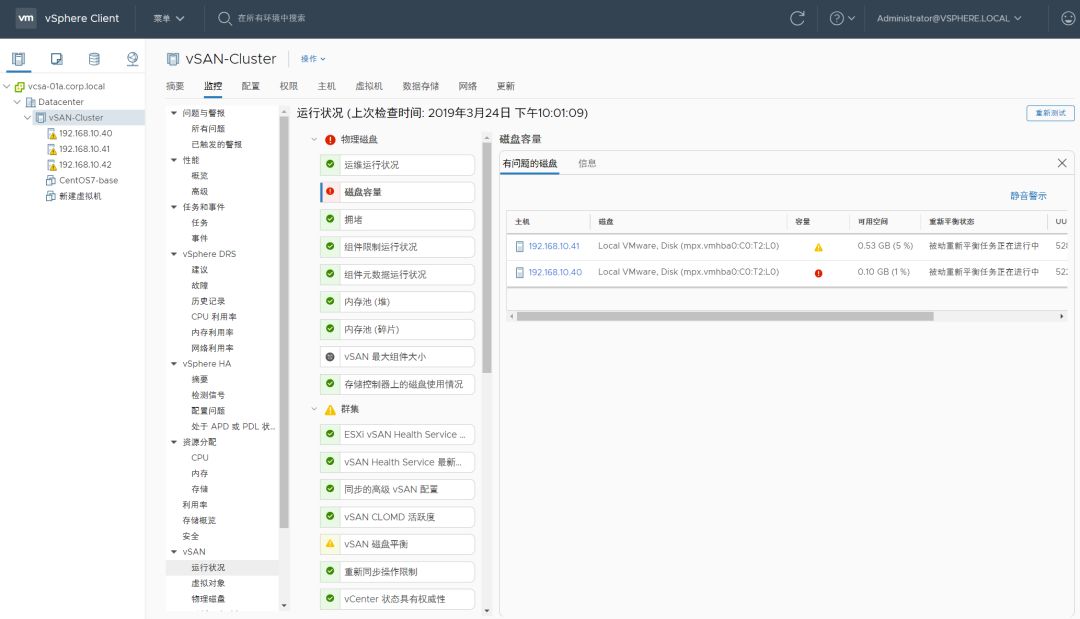 vm vSphere Client 菜单 在所有环境中搜索 Administrator@VSPHERE.LOCAL
vcsa-01a.corp.local
Datacenter
vSAN-Cluster
192.168.10.40
192.168.10.41
192.168.10.42
CentOS7-base
新建虚拟机
vSAN-Cluster 操作
摘要 监控 配置 权限 主机 虚拟机 数据存储 网络 更新
问题与警报
所有问题
已触发的警报
性能
概览
高级
任务和事件
任务
事件
vSphere DRS
建议
故障
历史记录
CPU 利用率
内存利用率
网络利用率
vSphere HA
摘要
检测信号
配置问题
处于 APD 或 PDL 状...
资源分配
CPU
内存
存储
利用率
存储概览
安全
vSAN
运行状况
虚拟对象
物理磁盘
运行状况 (上次检查时间: 2019年3月24日 下午10:01:09)
重新测试
物理磁盘
运维运行状况
磁盘容量
拥堵
组件限制运行状况
组件元数据运行状况
内存池 (堆)
内存池 (碎片)
vSAN 最大组件大小
存储控制器上的磁盘使用情况
群集
ESXi vSAN Health Service ...
vSAN Health Service 最新...
同步的高级 vSAN 配置
vSAN CLOMD 活跃度
vSAN 磁盘平衡
重新同步操作限制
vCenter 状态具有权威性
磁盘容量
有问题的磁盘 信息
静音警示
主机 磁盘 容量 可用空间 重新平衡状态 UU
192.168.10.41 Local VMware, Disk (mpx.vmhba0:C0:T2:L0) 0.53 GB (5 %) 被动重新平衡任务正在进行中 528
192.168.10.40 Local VMware, Disk (mpx.vmhba0:C0:T2:L0) 0.10 GB (1 %) 被动重新平衡任务正在进行中 522